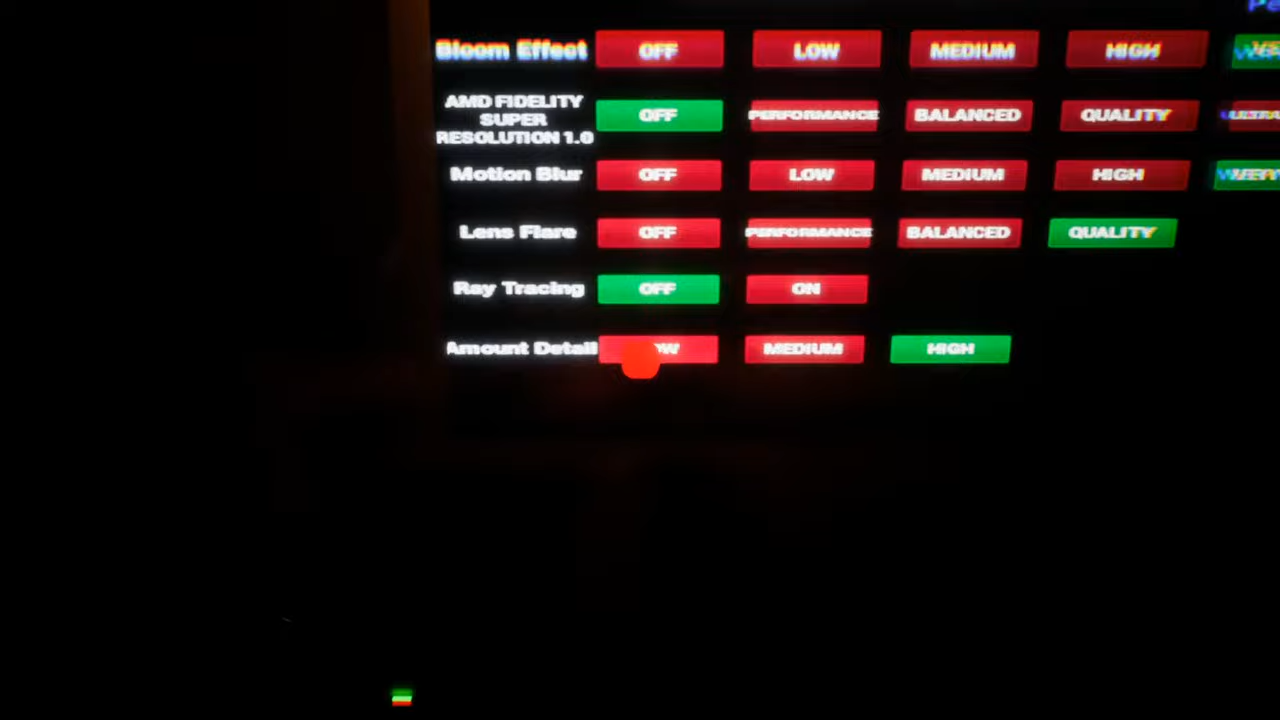 Bloom Effect OFF LOW MEDIUM HIGH
AMD FIDELITY
SUPER
RESOLUTION 1.0
OFF PERFORMANCE BALANCED QUALITY
Motion Blur OFF LOW MEDIUM HIGH
Lens Flare OFF PERFORMANCE BALANCED QUALITY
Ray Tracing OFF ON
Amount Detail MEDIUM HIGH